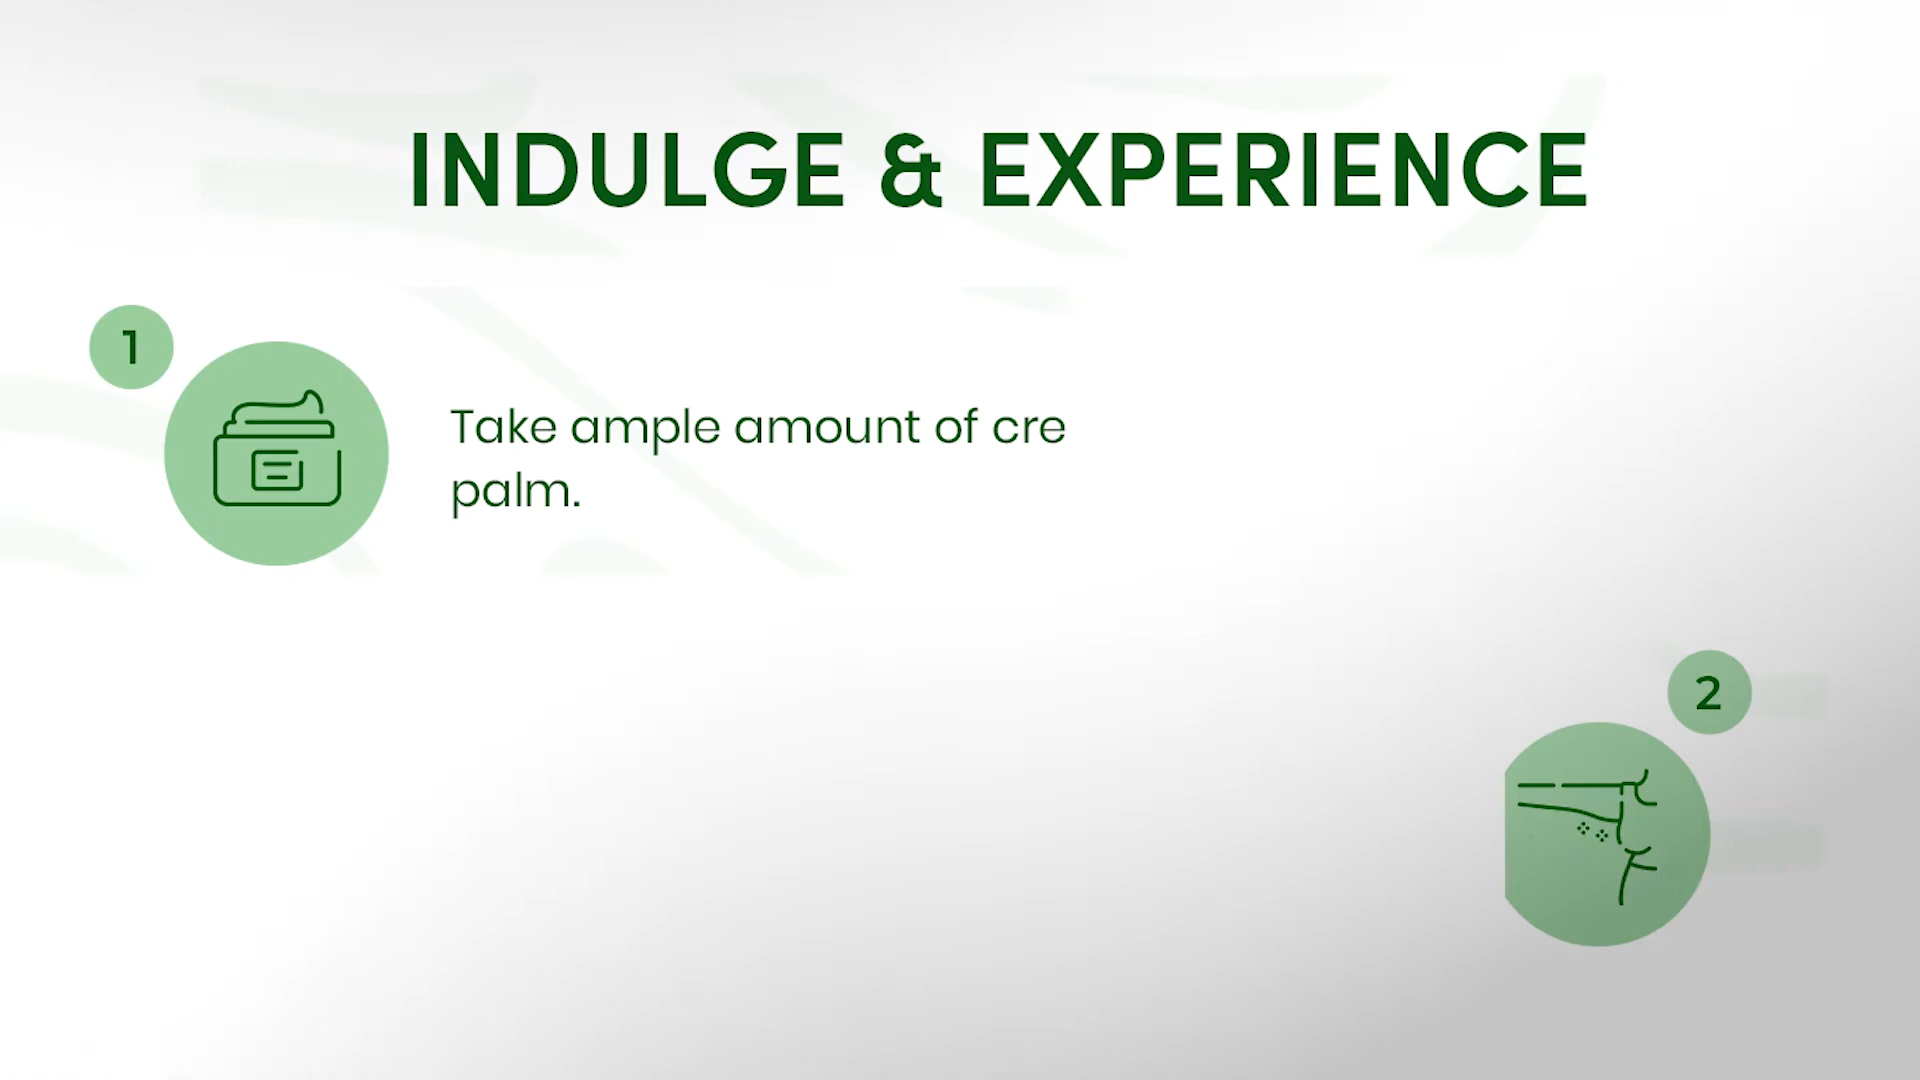 INDULGE & EXPERIENCE
1
Take ample amount of cre
palm.
2